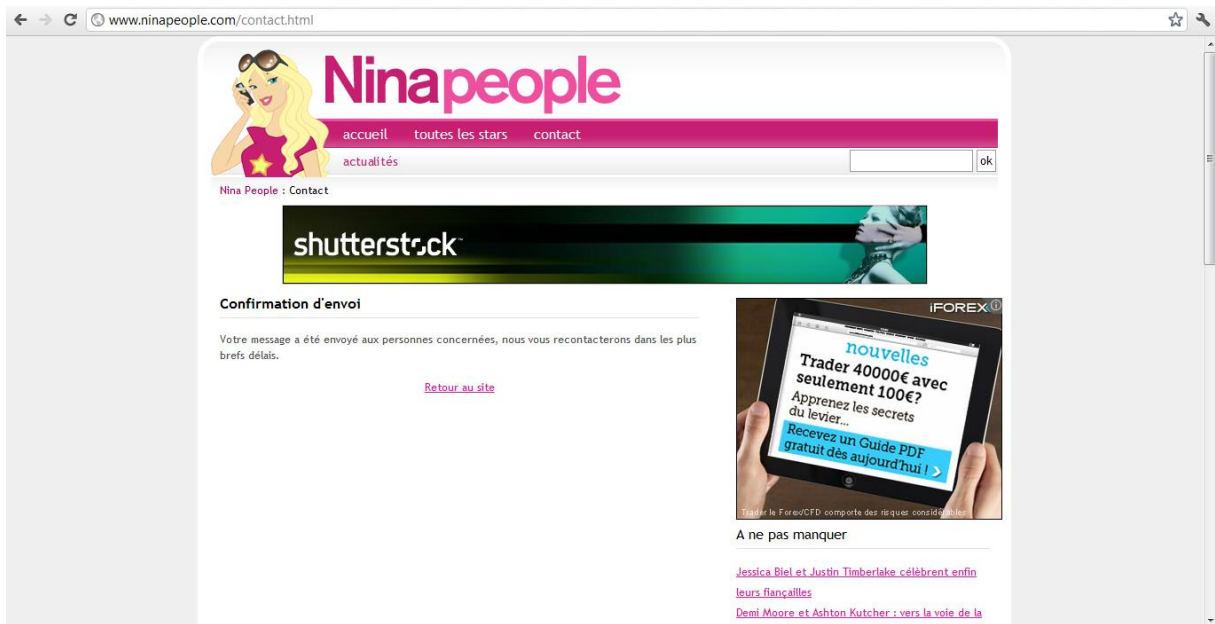 www.ninapeople.com/contact.html
Ninapeople
accueil toutes les stars contact
actualités
ok
Nina People : Contact
shutterstock
Confirmation d'envoi
Votre message a été envoyé aux personnes concernées, nous vous recontacterons dans les plus
brefs délais.
Retour au site
iFOREX
nouvelles
Trader 40000€ avec
seulement 100€?
Apprenez les secrets
du levier...
Recevez un Guide PDF
gratuit dès aujourd'hui !
Trader le Forex/CFD comporte des risques considérables
A ne pas manquer
Jessica Biel et Justin Timberlake célèbrent enfin
leurs fiançailles
Demi Moore et Ashton Kutcher : vers la voie de la